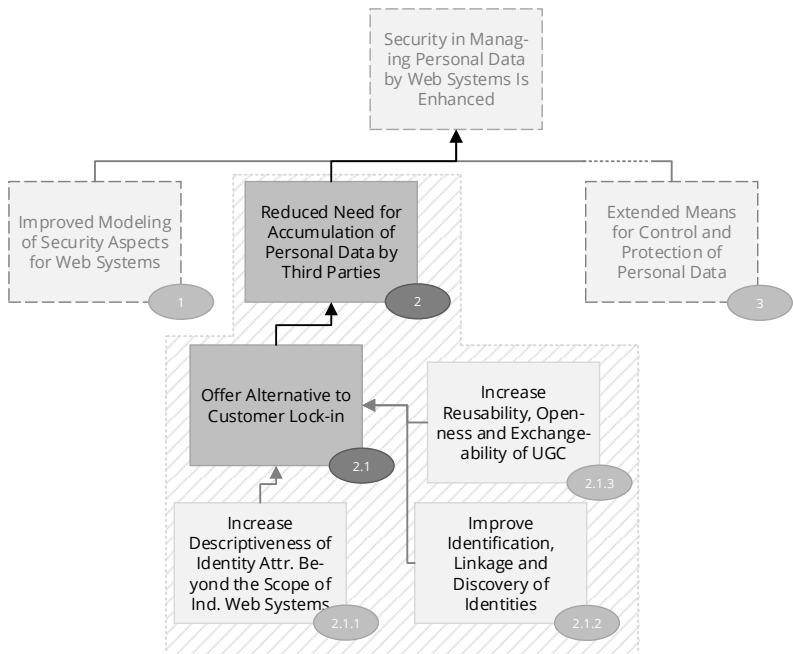 Security in Manag-
ing Personal Data
by Web Systems Is
Enhanced
Improved Modeling
of Security Aspects
for Web Systems
1
Reduced Need for
Accumulation of
Personal Data by
Third Parties
2
Extended Means
for Control and
Protection of
Personal Data
3
Offer Alternative to
Customer Lock-in
2.1
Increase
Reusability, Open-
ness and Exchange-
ability of UGC
2.1.3
Increase
Descriptiveness of
Identity Attr. Be-
yond the Scope of
Ind. Web Systems
2.1.1
Improve
Identification,
Linkage and
Discovery of
Identities
2.1.2